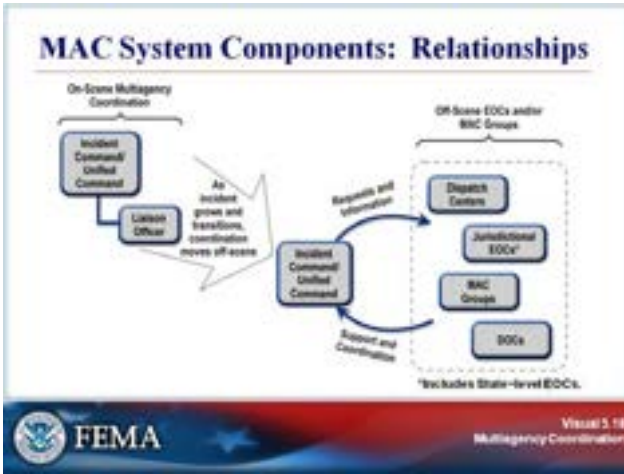 MAC System Components: Relationships
On-Scene Multiagency
Coordination
Incident
Command/
Unified
Command
Liaison
Officer
As
incident
grows and
transitions,
coordination
moves off-scene
Incident
Command/
Unified
Command
Requests and
Information
Support and
Coordination
Off-Scene EOCs and/or
MAC Groups
Dispatch
Centers
Jurisdictional
EOCs*
MAC
Groups
DOCs
*Includes State-level EOCs.
FEMA
Visual 5.18
Multiagency Coordination